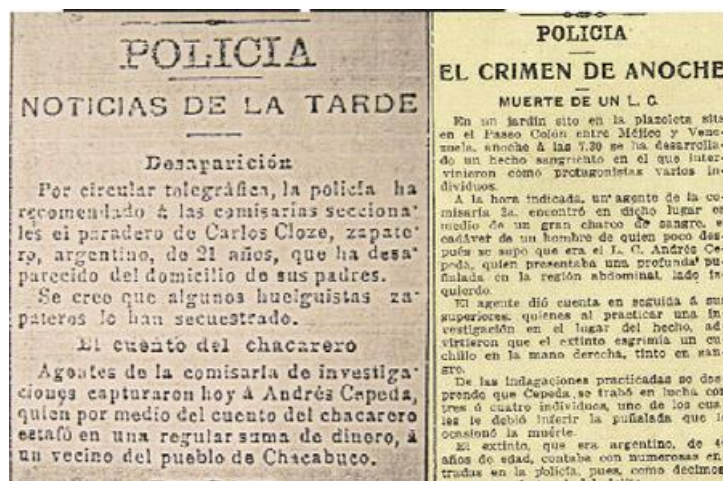 POLICIA
NOTICIAS DE LA TARDE
Desaparición
Por circular telegráfica, la policía ha
recomendado á las comisarías secciona-
les el paradero de Carlos Cloze, zapate-
ro, argentino, de 21 años, que ha desa-
parecido del domicilio de sus padres.
Se cree que algunos huelguistas za-
pateros lo han secuestrado.
El cuento del chacarero
Agentes de la comisaría de investiga-
ciones capturaron hoy á Andrés Cepeda,
quien por medio del cuento del chacarero
estafó en una regular suma de dinero, á
un vecino del pueblo de Chacabuco.
POLICIA
EL CRIMEN DE ANOCHE
MUERTE DE UN L. C.
En un jardín sito en la plazoleta sita
en el Paseo Colón entre Méjico y Vene-
zuela, anoche á las 7.30 se ha desarrolla-
do un hecho sangriento en el que inter-
vinieron como protagonistas varios in-
dividuos.
A la hora indicada, un agente de la co-
misaría 2a. encontró en dicho lugar e
medio de un gran charco de sangre, e
cadáver de un hombre de quien poco des-
pués se supo que era el L. C. Andrés Ce-
peda, quien presentaba una profunda pu-
ñalada en la región abdominal, lado iz-
quierdo.
El agente dió cuenta en seguida á sus
superiores, quienes al practicar una in-
vestigación en el lugar del hecho, ad-
virtieron que el extinto esgrimía un cu-
chillo en la mano derecha, tinto en san-
gre.
De las indagaciones practicadas se des-
prende que Cepeda se trabó en lucha con
tres ó cuatro individuos, uno de los cua-
les le debió inferir la puñalada que l
ocasionó la muerte.
El extinto, que era argentino, de 4
años de edad, contaba con numerosas en-
tradas en la policía, pues, como decimos